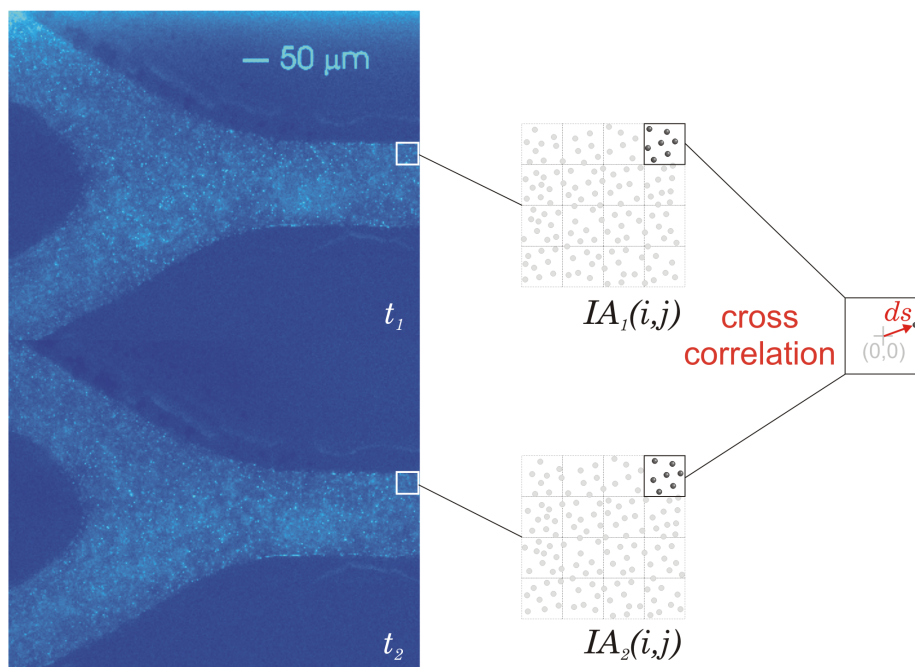 50 μm
t₁
IA₁(i,j)
cross
correlation
ds
(0,0)
t₂
IA₂(i,j)